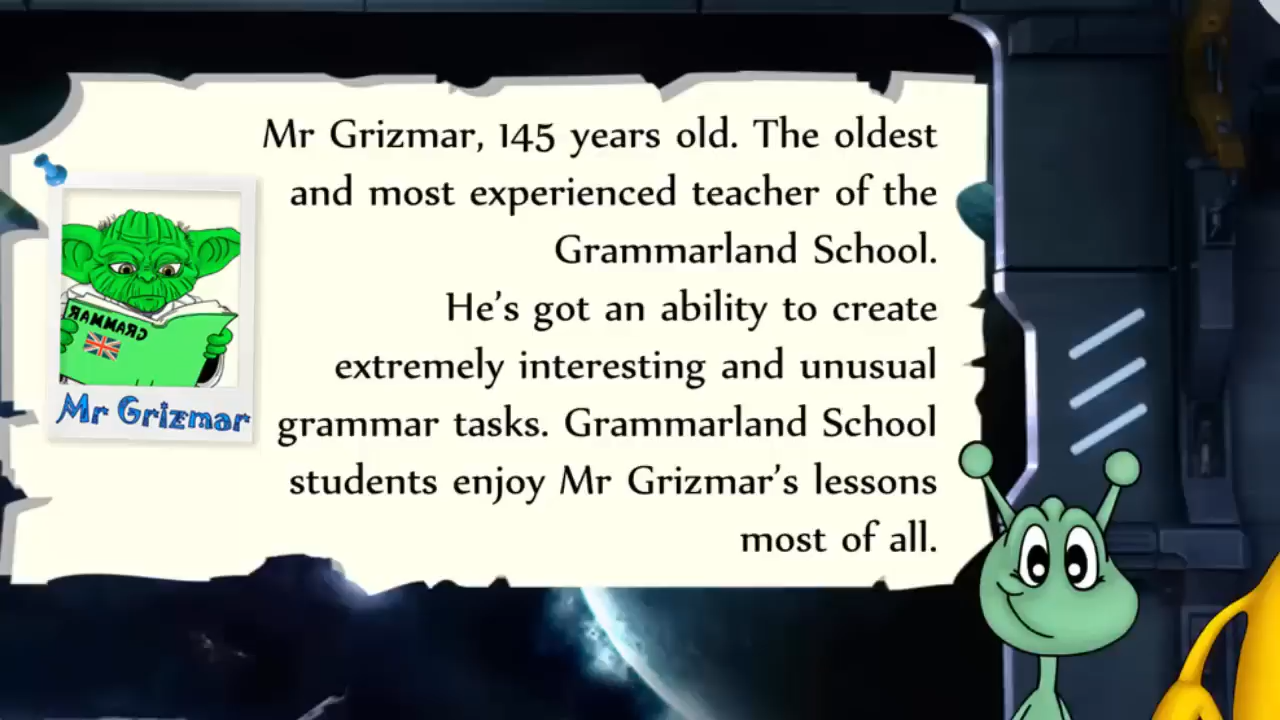 Mr Grizmar, 145 years old. The oldest
and most experienced teacher of the
Grammarland School.
He's got an ability to create
extremely interesting and unusual
grammar tasks. Grammarland School
students enjoy Mr Grizmar's lessons
most of all.
GRAMMAR
Mr Grizmar